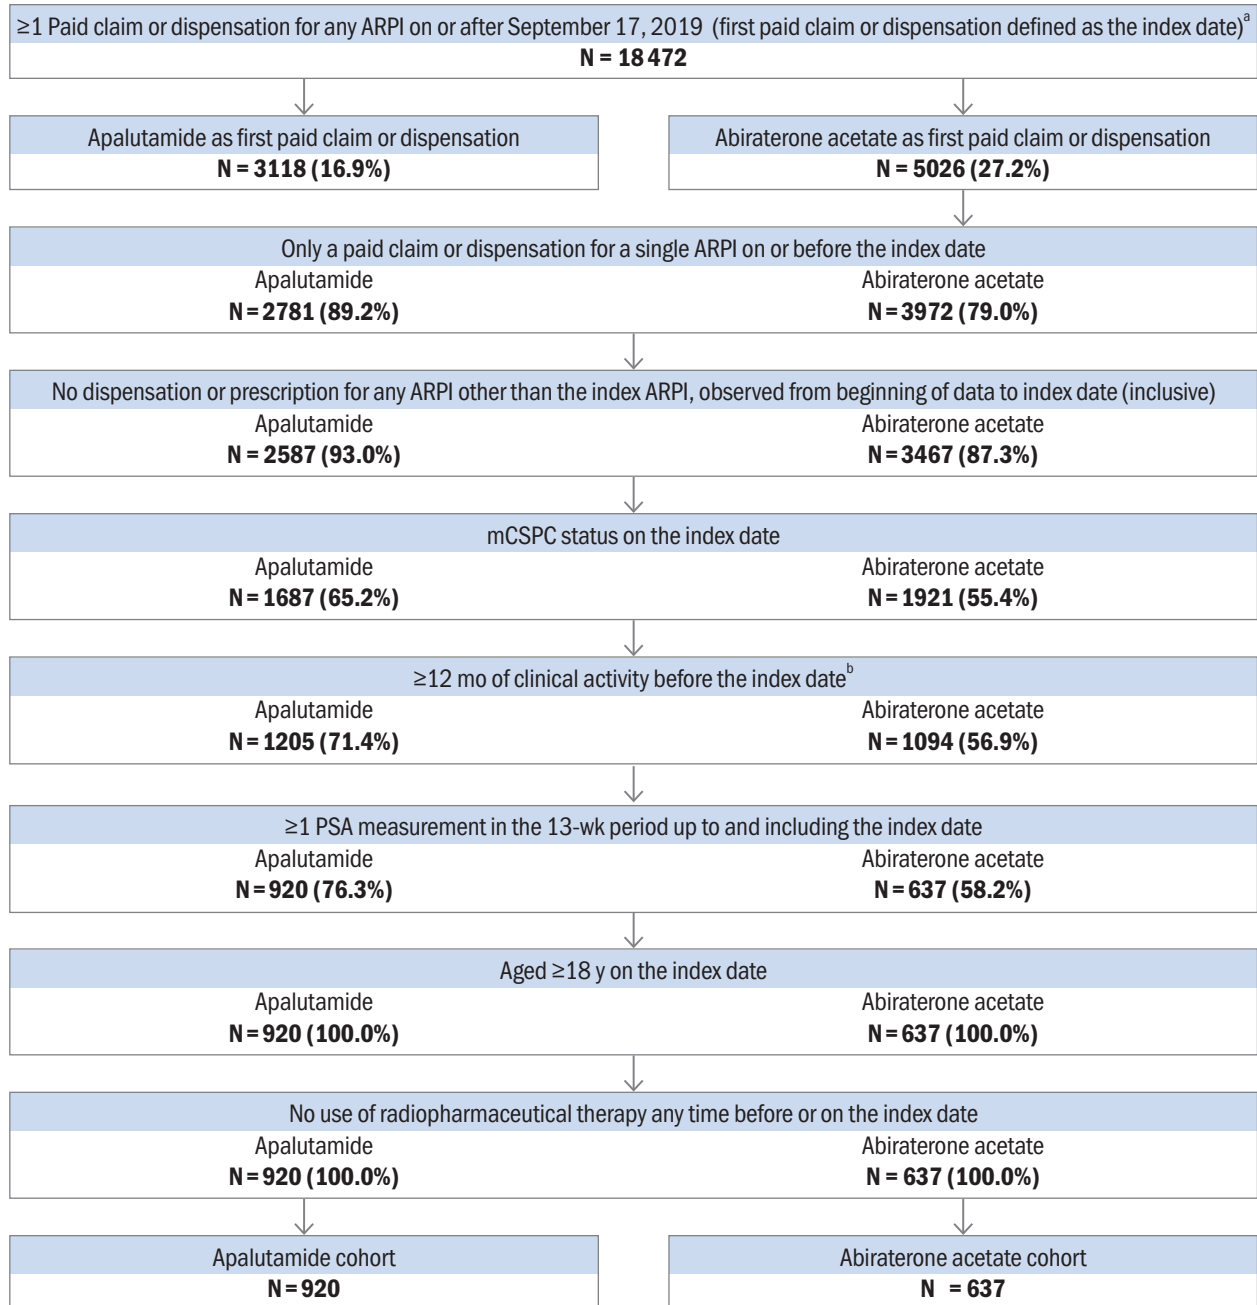 ≥1 Paid claim or dispensation for any ARPI on or after September 17, 2019 (first paid claim or dispensation defined as the index date)a
N = 18 472
Apalutamide as first paid claim or dispensation
N = 3118 (16.9%)
Abiraterone acetate as first paid claim or dispensation
N = 5026 (27.2%)
Only a paid claim or dispensation for a single ARPI on or before the index date
Apalutamide
N = 2781 (89.2%)
Abiraterone acetate
N = 3972 (79.0%)
No dispensation or prescription for any ARPI other than the index ARPI, observed from beginning of data to index date (inclusive)
Apalutamide
N = 2587 (93.0%)
Abiraterone acetate
N = 3467 (87.3%)
mCSPC status on the index date
Apalutamide
N = 1687 (65.2%)
Abiraterone acetate
N = 1921 (55.4%)
≥12 mo of clinical activity before the index dateb
Apalutamide
N = 1205 (71.4%)
Abiraterone acetate
N = 1094 (56.9%)
≥1 PSA measurement in the 13-wk period up to and including the index date
Apalutamide
N = 920 (76.3%)
Abiraterone acetate
N = 637 (58.2%)
Aged ≥18 y on the index date
Apalutamide
N = 920 (100.0%)
Abiraterone acetate
N = 637 (100.0%)
No use of radiopharmaceutical therapy any time before or on the index date
Apalutamide
N = 920 (100.0%)
Abiraterone acetate
N = 637 (100.0%)
Apalutamide cohort
N = 920
Abiraterone acetate cohort
N = 637